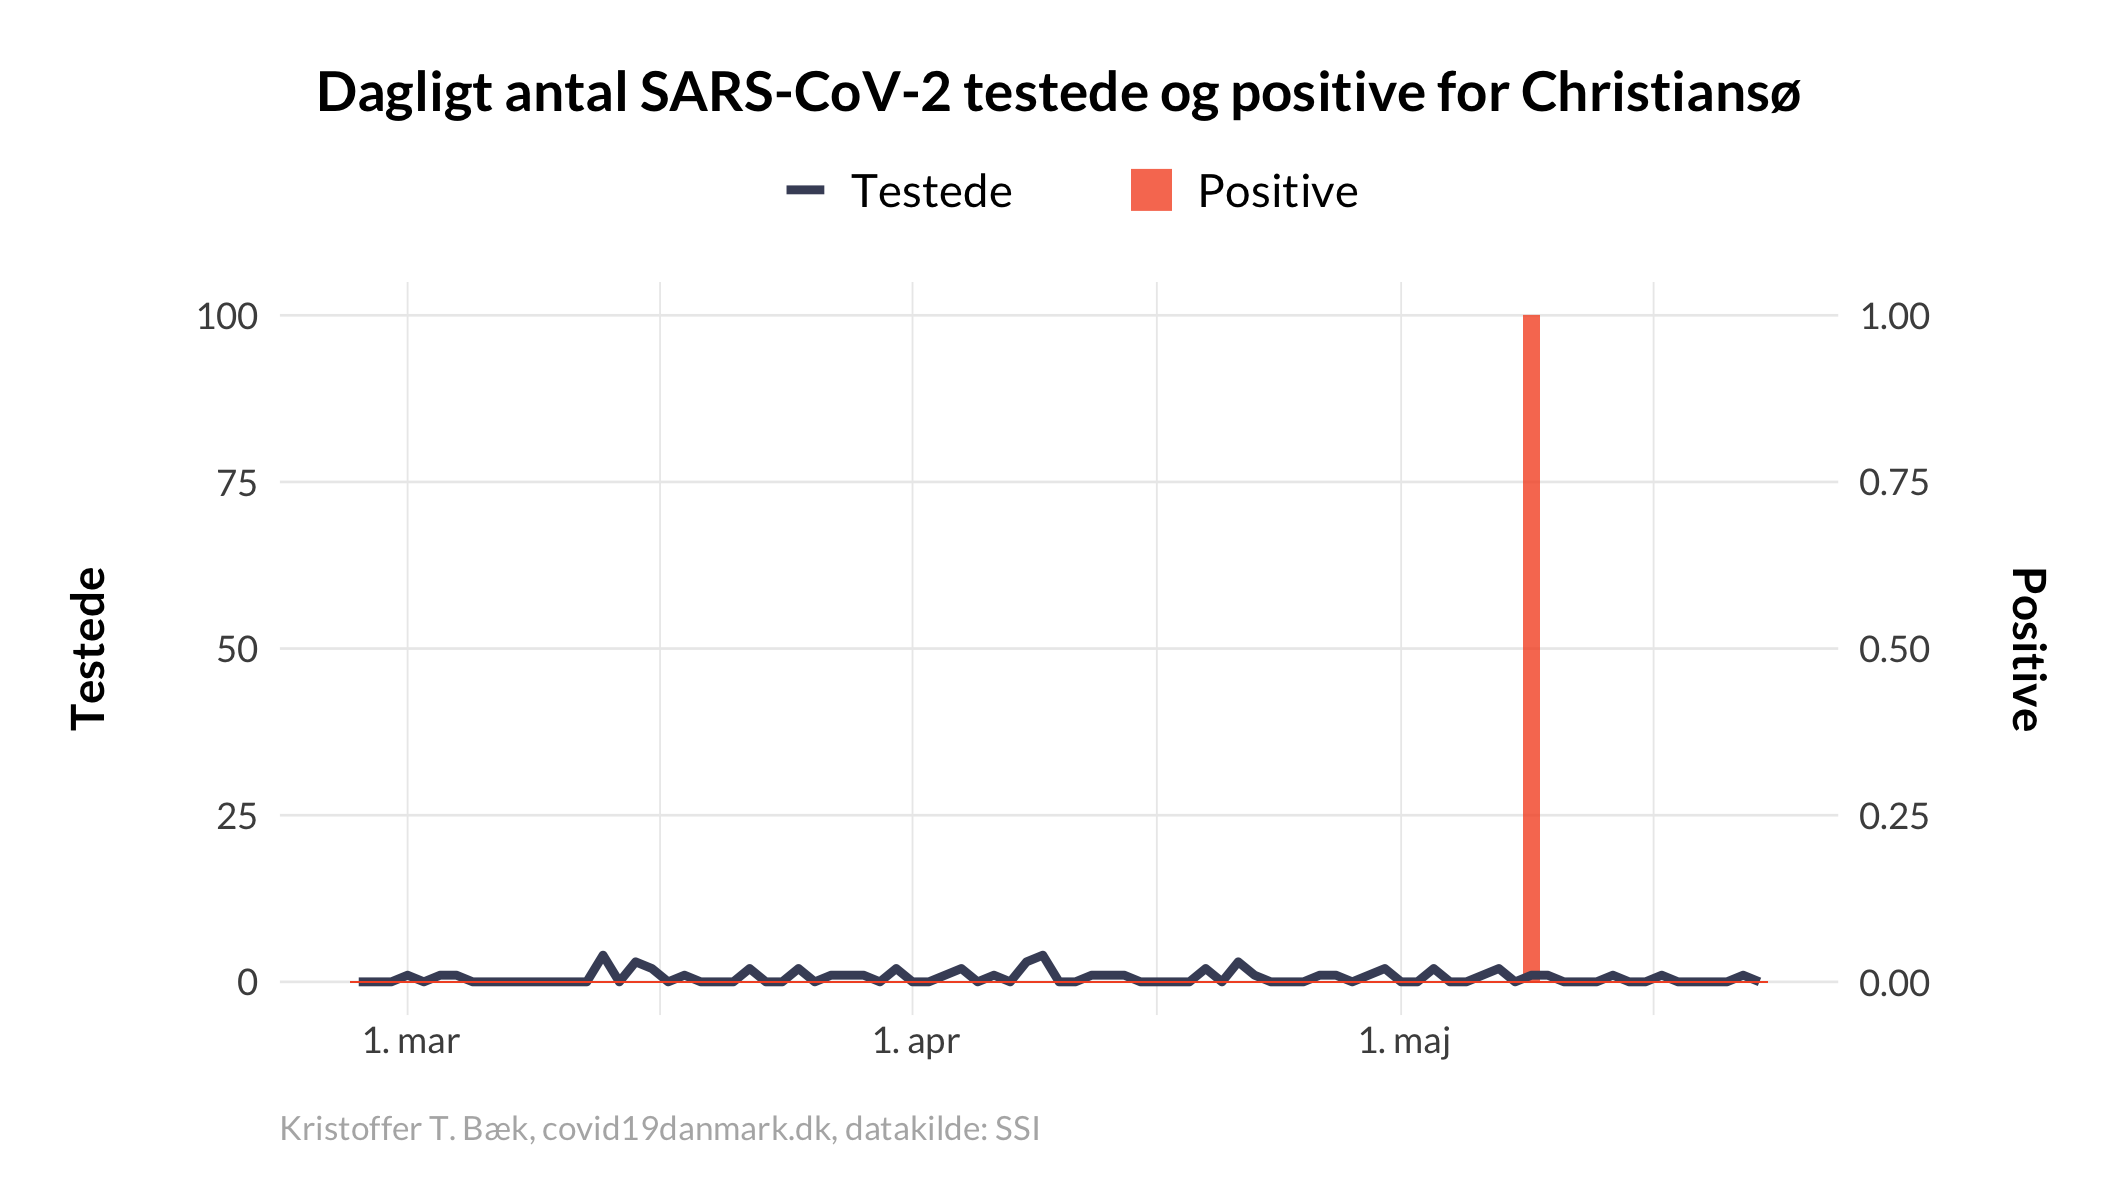 Dagligt antal SARS-CoV-2 testede og positive for Christiansø
Testede Positive
100 1.00
75 0.75
50 0.50
25 0.25
0 0.00
Testede
Positive
1. mar 1. apr 1. maj
Kristoffer T. Bæk, covid19danmark.dk, datakilde: SSI